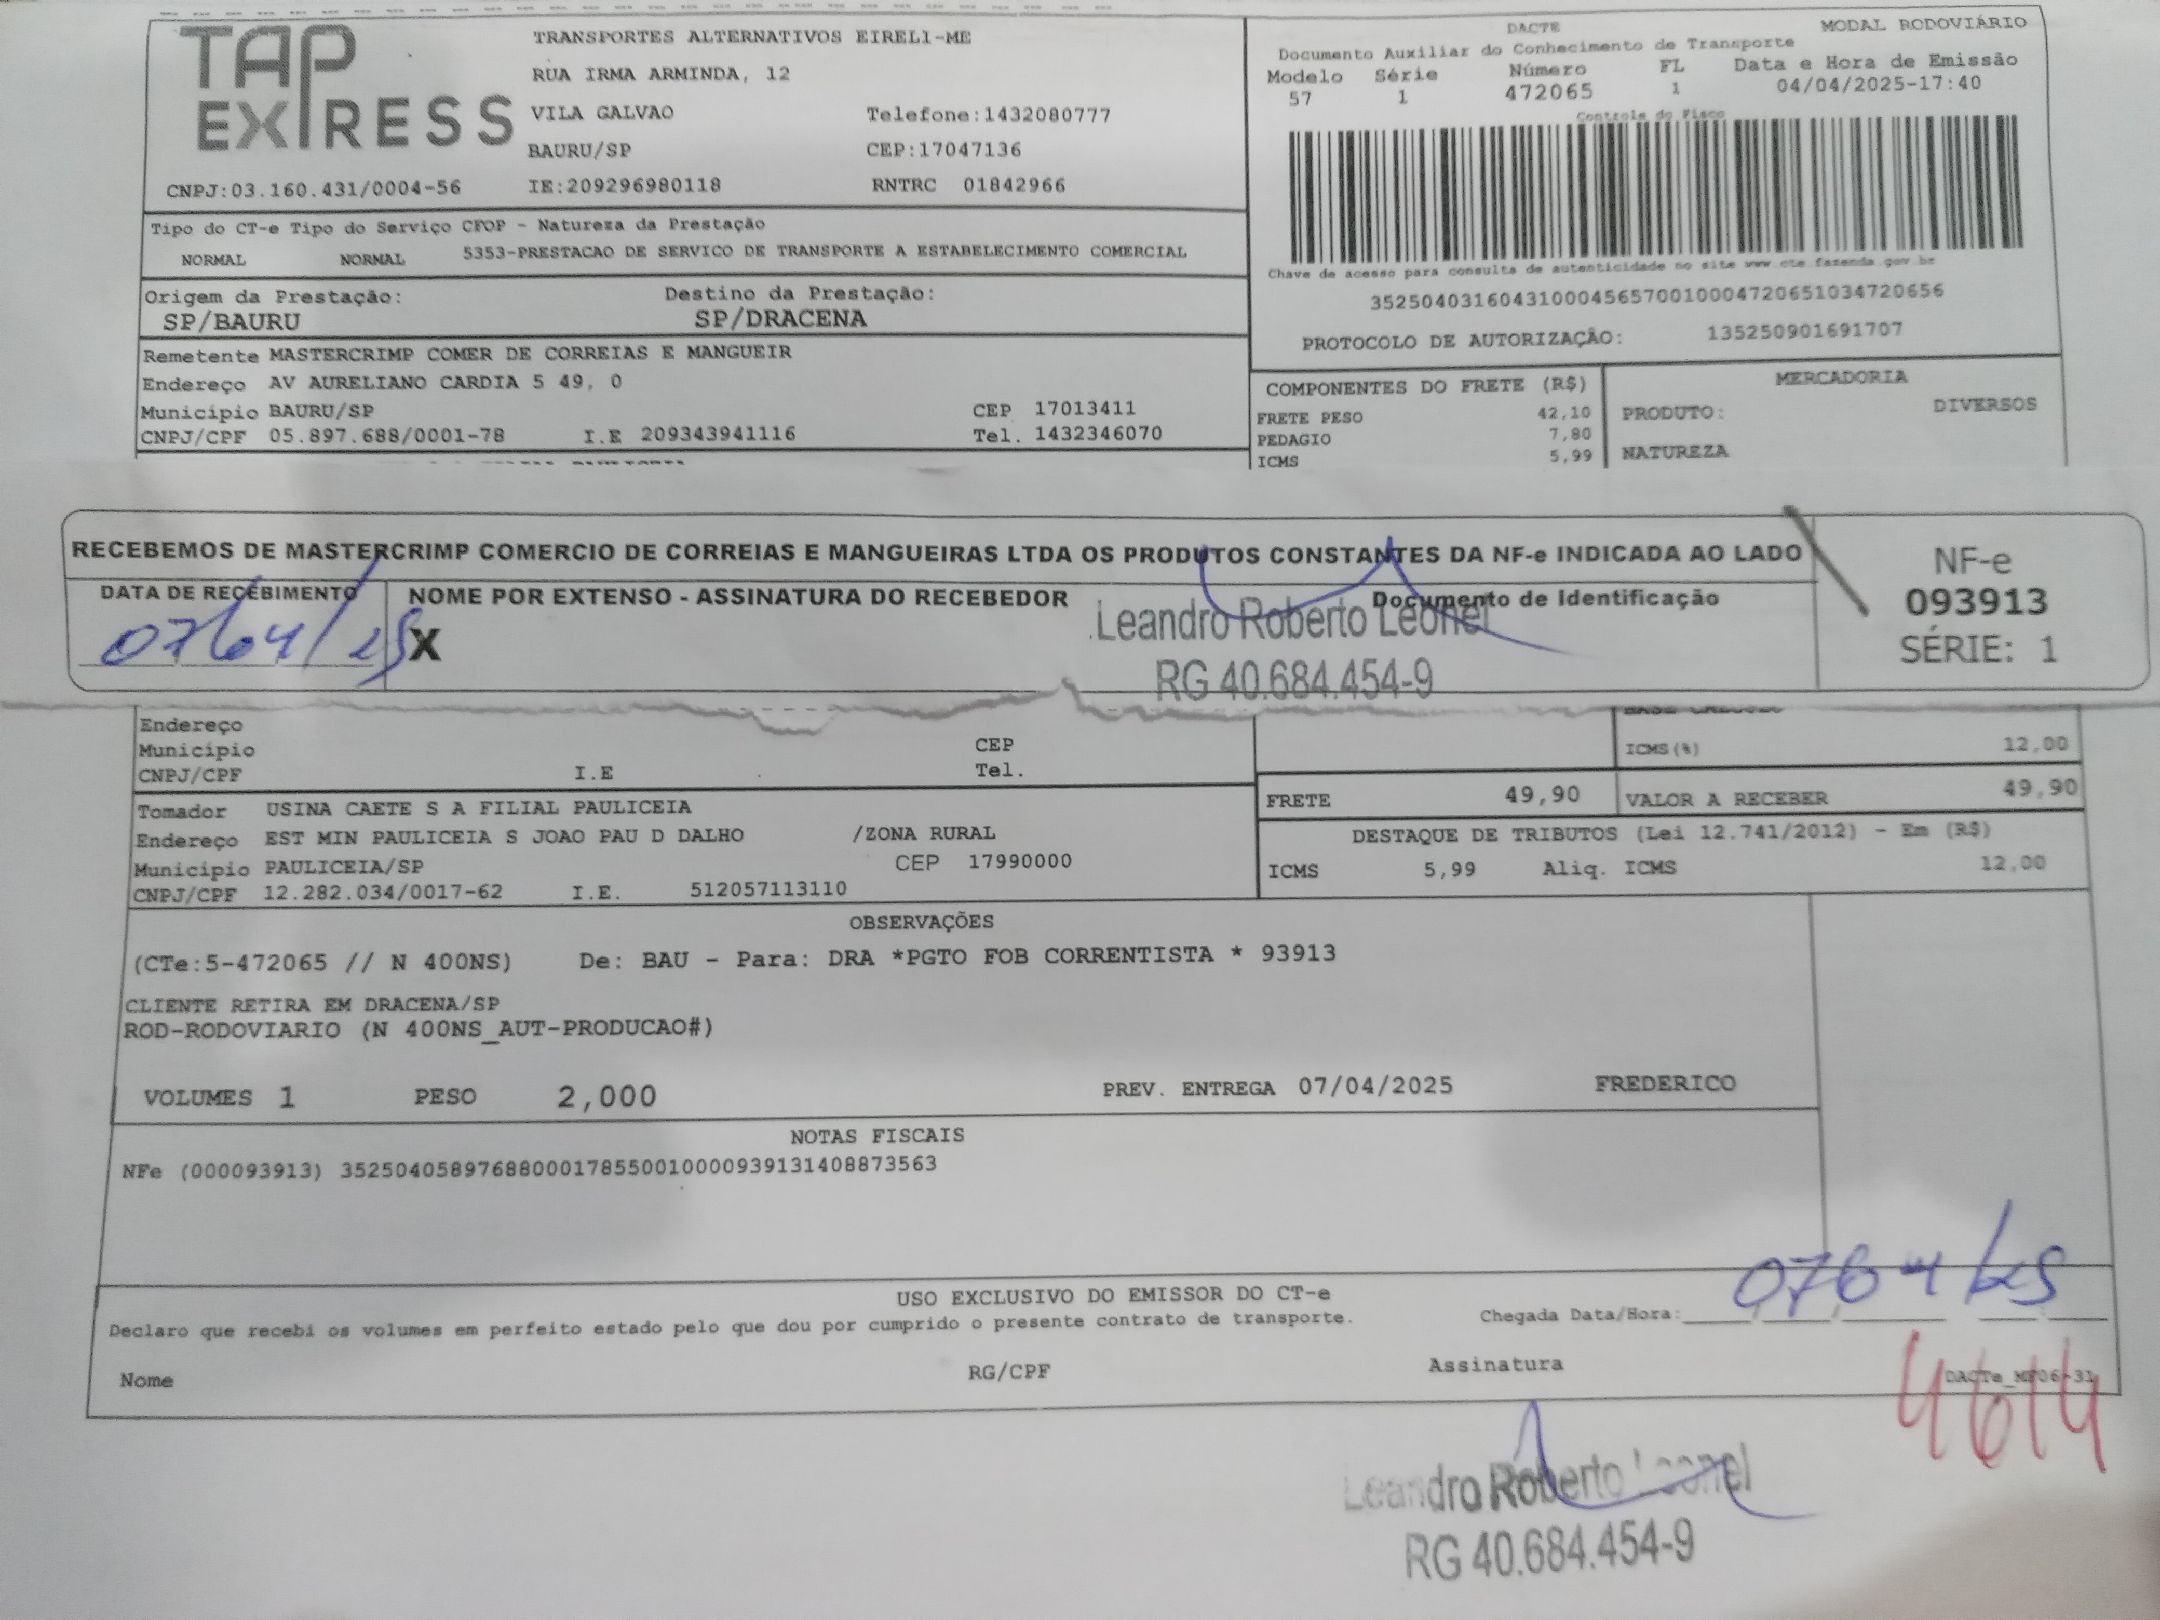 TAP EXPRESS
TRANSPORTES ALTERNATIVOS EIRELI-ME
RUA IRMA ARMINDA, 12
VILA GALVAO Telefone:1432080777
BAURU/SP CEP:17047136
CNPJ:03.160.431/0004-56 IE:209296980118 RNTRC 01842966
DACTE MODAL RODOVIÁRIO
Documento Auxiliar do Conhecimento de Transporte
Modelo Série Número FL Data e Hora de Emissão
57 1 472065 1 04/04/2025-17:40
Controle do Fisco
Chave de acesso para consulta de autenticidade no site www.cte.fazenda.gov.br
35250403160431000456570010004720651034720656
PROTOCOLO DE AUTORIZAÇÃO: 135250901691707
Tipo do CT-e Tipo do Serviço CFOP - Natureza da Prestação
NORMAL NORMAL 5353-PRESTACAO DE SERVICO DE TRANSPORTE A ESTABELECIMENTO COMERCIAL
Origem da Prestação: Destino da Prestação:
SP/BAURU SP/DRACENA
Remetente MASTERCRIMP COMER DE CORREIAS E MANGUEIR
Endereço AV AURELIANO CARDIA 5 49, 0
Município BAURU/SP CEP 17013411
CNPJ/CPF 05.897.688/0001-78 I.E 209343941116 Tel. 1432346070
COMPONENTES DO FRETE (R$) MERCADORIA
FRETE PESO 42,10 PRODUTO: DIVERSOS
PEDAGIO 7,80
ICMS 5,99 NATUREZA
RECEBEMOS DE MASTERCRIMP COMERCIO DE CORREIAS E MANGUEIRAS LTDA OS PRODUTOS CONSTANTES DA NF-e INDICADA AO LADO
DATA DE RECEBIMENTO NOME POR EXTENSO - ASSINATURA DO RECEBEDOR Documento de Identificação
07/04/25 X
Leandro Roberto Leonel
RG 40.684.454-9
NF-e
093913
SÉRIE: 1
Endereço
Município CEP
CNPJ/CPF I.E Tel.
ICMS(%) 12,00
FRETE 49,90 VALOR A RECEBER 49,90
Tomador USINA CAETE S A FILIAL PAULICEIA
Endereço EST MIN PAULICEIA S JOAO PAU D DALHO /ZONA RURAL
Município PAULICEIA/SP CEP 17990000
CNPJ/CPF 12.282.034/0017-62 I.E. 512057113110
DESTAQUE DE TRIBUTOS (Lei 12.741/2012) - Em (R$)
ICMS 5,99 Aliq. ICMS 12,00
OBSERVAÇÕES
(CTe:5-472065 // N 400NS) De: BAU - Para: DRA *PGTO FOB CORRENTISTA * 93913
CLIENTE RETIRA EM DRACENA/SP
ROD-RODOVIARIO (N 400NS_AUT-PRODUCAO#)
VOLUMES 1 PESO 2,000 PREV. ENTREGA 07/04/2025 FREDERICO
NOTAS FISCAIS
NFe (000093913) 35250405897688000178550010000939131408873563
USO EXCLUSIVO DO EMISSOR DO CT-e
Declaro que recebi os volumes em perfeito estado pelo que dou por cumprido o presente contrato de transporte.
Chegada Data/Hora: 07 04 25
Nome RG/CPF Assinatura
4614
Leandro Roberto Leonel
RG 40.684.454-9